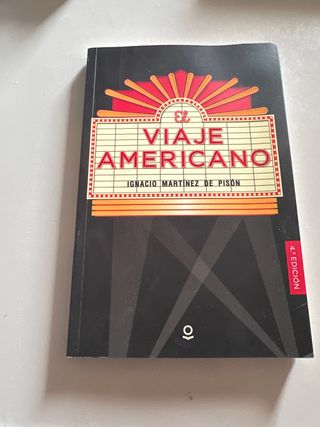 El
VIAJE
AMERICANO
IGNACIO MARTÍNEZ DE PISÓN
4.ª EDICIÓN